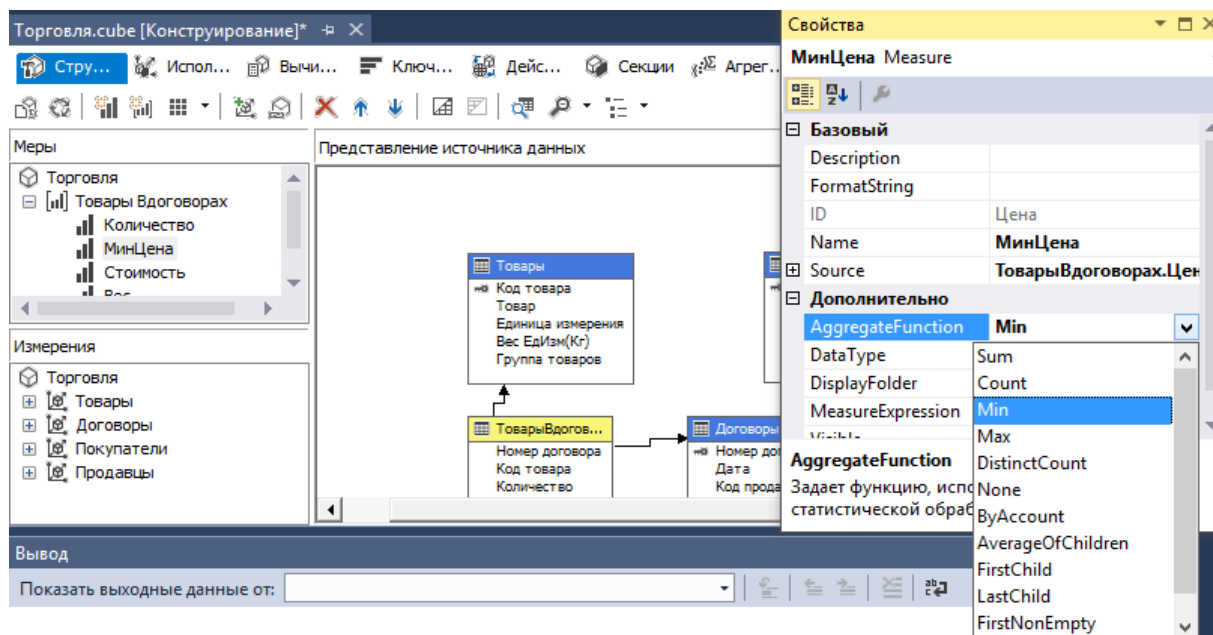 Торговля.cube [Конструирование]*
Стру... Испол... Вычи... Ключ... Дейс... Секции Агрег..
Меры
Торговля
Товары Вдоговорах
Количество
МинЦена
Стоимость
Вес
Измерения
Торговля
Товары
Договоры
Покупатели
Продавцы
Представление источника данных
Товары
Код товара
Товар
Единица измерения
Вес ЕдИзм(Кг)
Группа товаров
ТоварыВдогов...
Номер договора
Код товара
Количество
Договоры
Номер дог
Дата
Код прода
Свойства
МинЦена Measure
Базовый
Description
FormatString
ID Цена
Name МинЦена
Source ТоварыВдоговорах.Цен
Дополнительно
AggregateFunction Min
DataType
DisplayFolder
MeasureExpression
Visible
Sum
Count
Min
Max
DistinctCount
None
ByAccount
AverageOfChildren
FirstChild
LastChild
FirstNonEmpty
AggregateFunction
Задает функцию, испо
статистической обраб
Вывод
Показать выходные данные от: